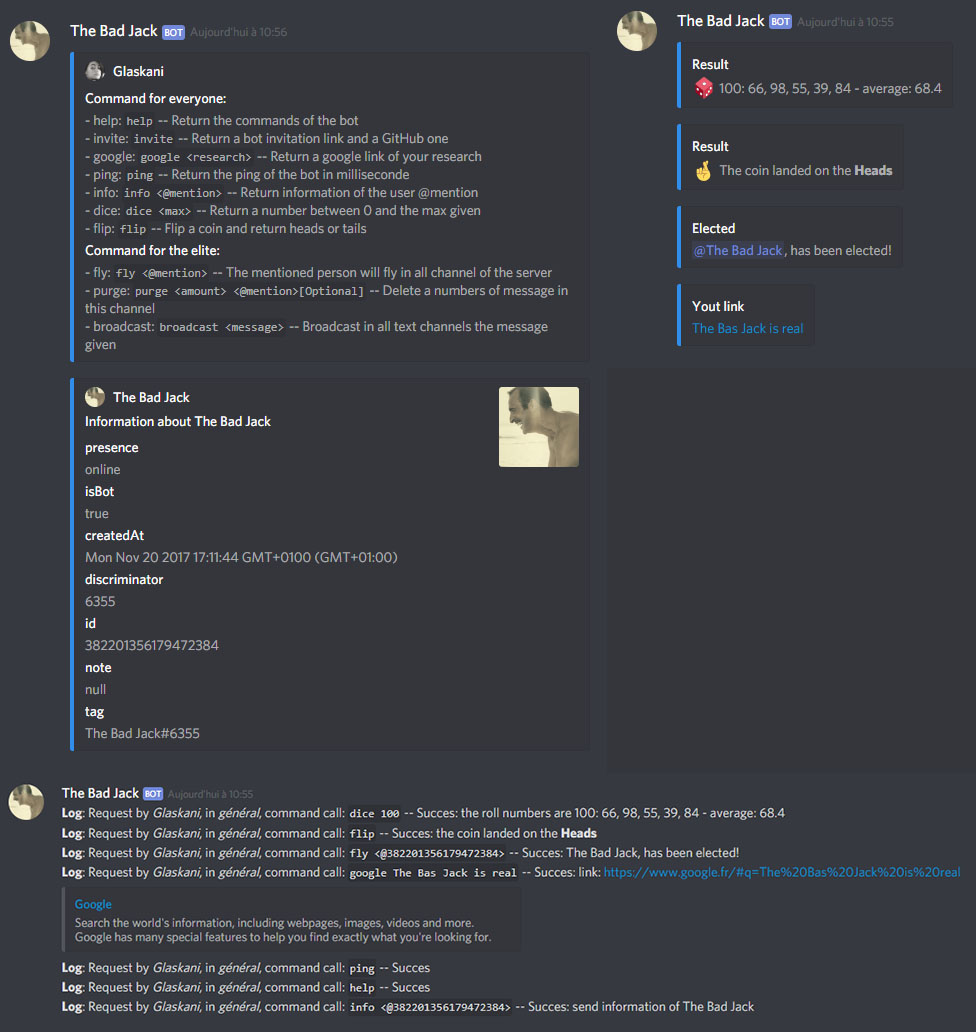 The Bad Jack BOT Aujourd'hui à 10:56
Glaskani
Command for everyone:
- help: help -- Return the commands of the bot
- invite: invite -- Return a bot invitation link and a GitHub one
- google: google <research> -- Return a google link of your research
- ping: ping -- Return the ping of the bot in milliseconde
- info: info <@mention> -- Return information of the user @mention
- dice: dice <max> -- Return a number between 0 and the max given
- flip: flip -- Flip a coin and return heads or tails
Command for the elite:
- fly: fly <@mention> -- The mentioned person will fly in all channel of the server
- purge: purge <amount> <@mention>[Optional] -- Delete a numbers of message in
this channel
- broadcast: broadcast <message> -- Broadcast in all text channels the message
given
The Bad Jack
Information about The Bad Jack
presence
online
isBot
true
createdAt
Mon Nov 20 2017 17:11:44 GMT+0100 (GMT+01:00)
discriminator
6355
id
382201356179472384
note
null
tag
The Bad Jack#6355
The Bad Jack BOT Aujourd'hui à 10:55
Result
100: 66, 98, 55, 39, 84 - average: 68.4
Result
The coin landed on the Heads
Elected
@The Bad Jack, has been elected!
Yout link
The Bas Jack is real
The Bad Jack BOT Aujourd'hui à 10:55
Log: Request by Glaskani, in général, command call: dice 100 -- Succes: the roll numbers are 100: 66, 98, 55, 39, 84 - average: 68.4
Log: Request by Glaskani, in général, command call: flip -- Succes: the coin landed on the Heads
Log: Request by Glaskani, in général, command call: fly <@382201356179472384> -- Succes: The Bad Jack, has been elected!
Log: Request by Glaskani, in général, command call: google The Bas Jack is real -- Succes: link: https://www.google.fr/#q=The%20Bas%20Jack%20is%20real
Google
Search the world's information, including webpages, images, videos and more.
Google has many special features to help you find exactly what you're looking for.
Log: Request by Glaskani, in général, command call: ping -- Succes
Log: Request by Glaskani, in général, command call: help -- Succes
Log: Request by Glaskani, in général, command call: info <@382201356179472384> -- Succes: send information of The Bad Jack